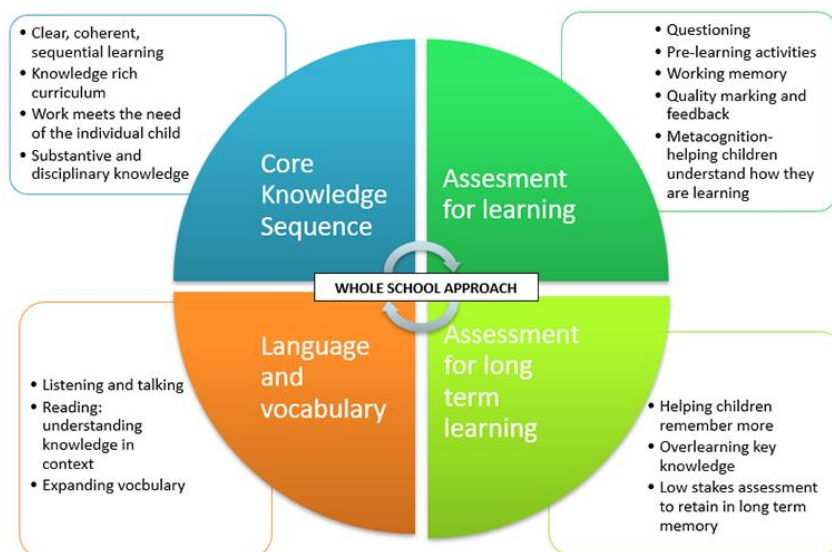 • Clear, coherent,
sequential learning
• Knowledge rich
curriculum
• Work meets the need
of the individual child
• Substantive and
disciplinary knowledge
Core
Knowledge
Sequence
• Questioning
• Pre-learning activities
• Working memory
• Quality marking and
feedback
• Metacognition-
helping children
understand how they
are learning
Assesment
for learning
WHOLE SCHOOL APPROACH
• Listening and talking
• Reading:
understanding
knowledge in
context
• Expanding vocbulary
Language
and
vocabulary
Assessment
for long
term
learning
• Helping children
remember more
• Overlearning key
knowledge
• Low stakes assessment
to retain in long term
memory